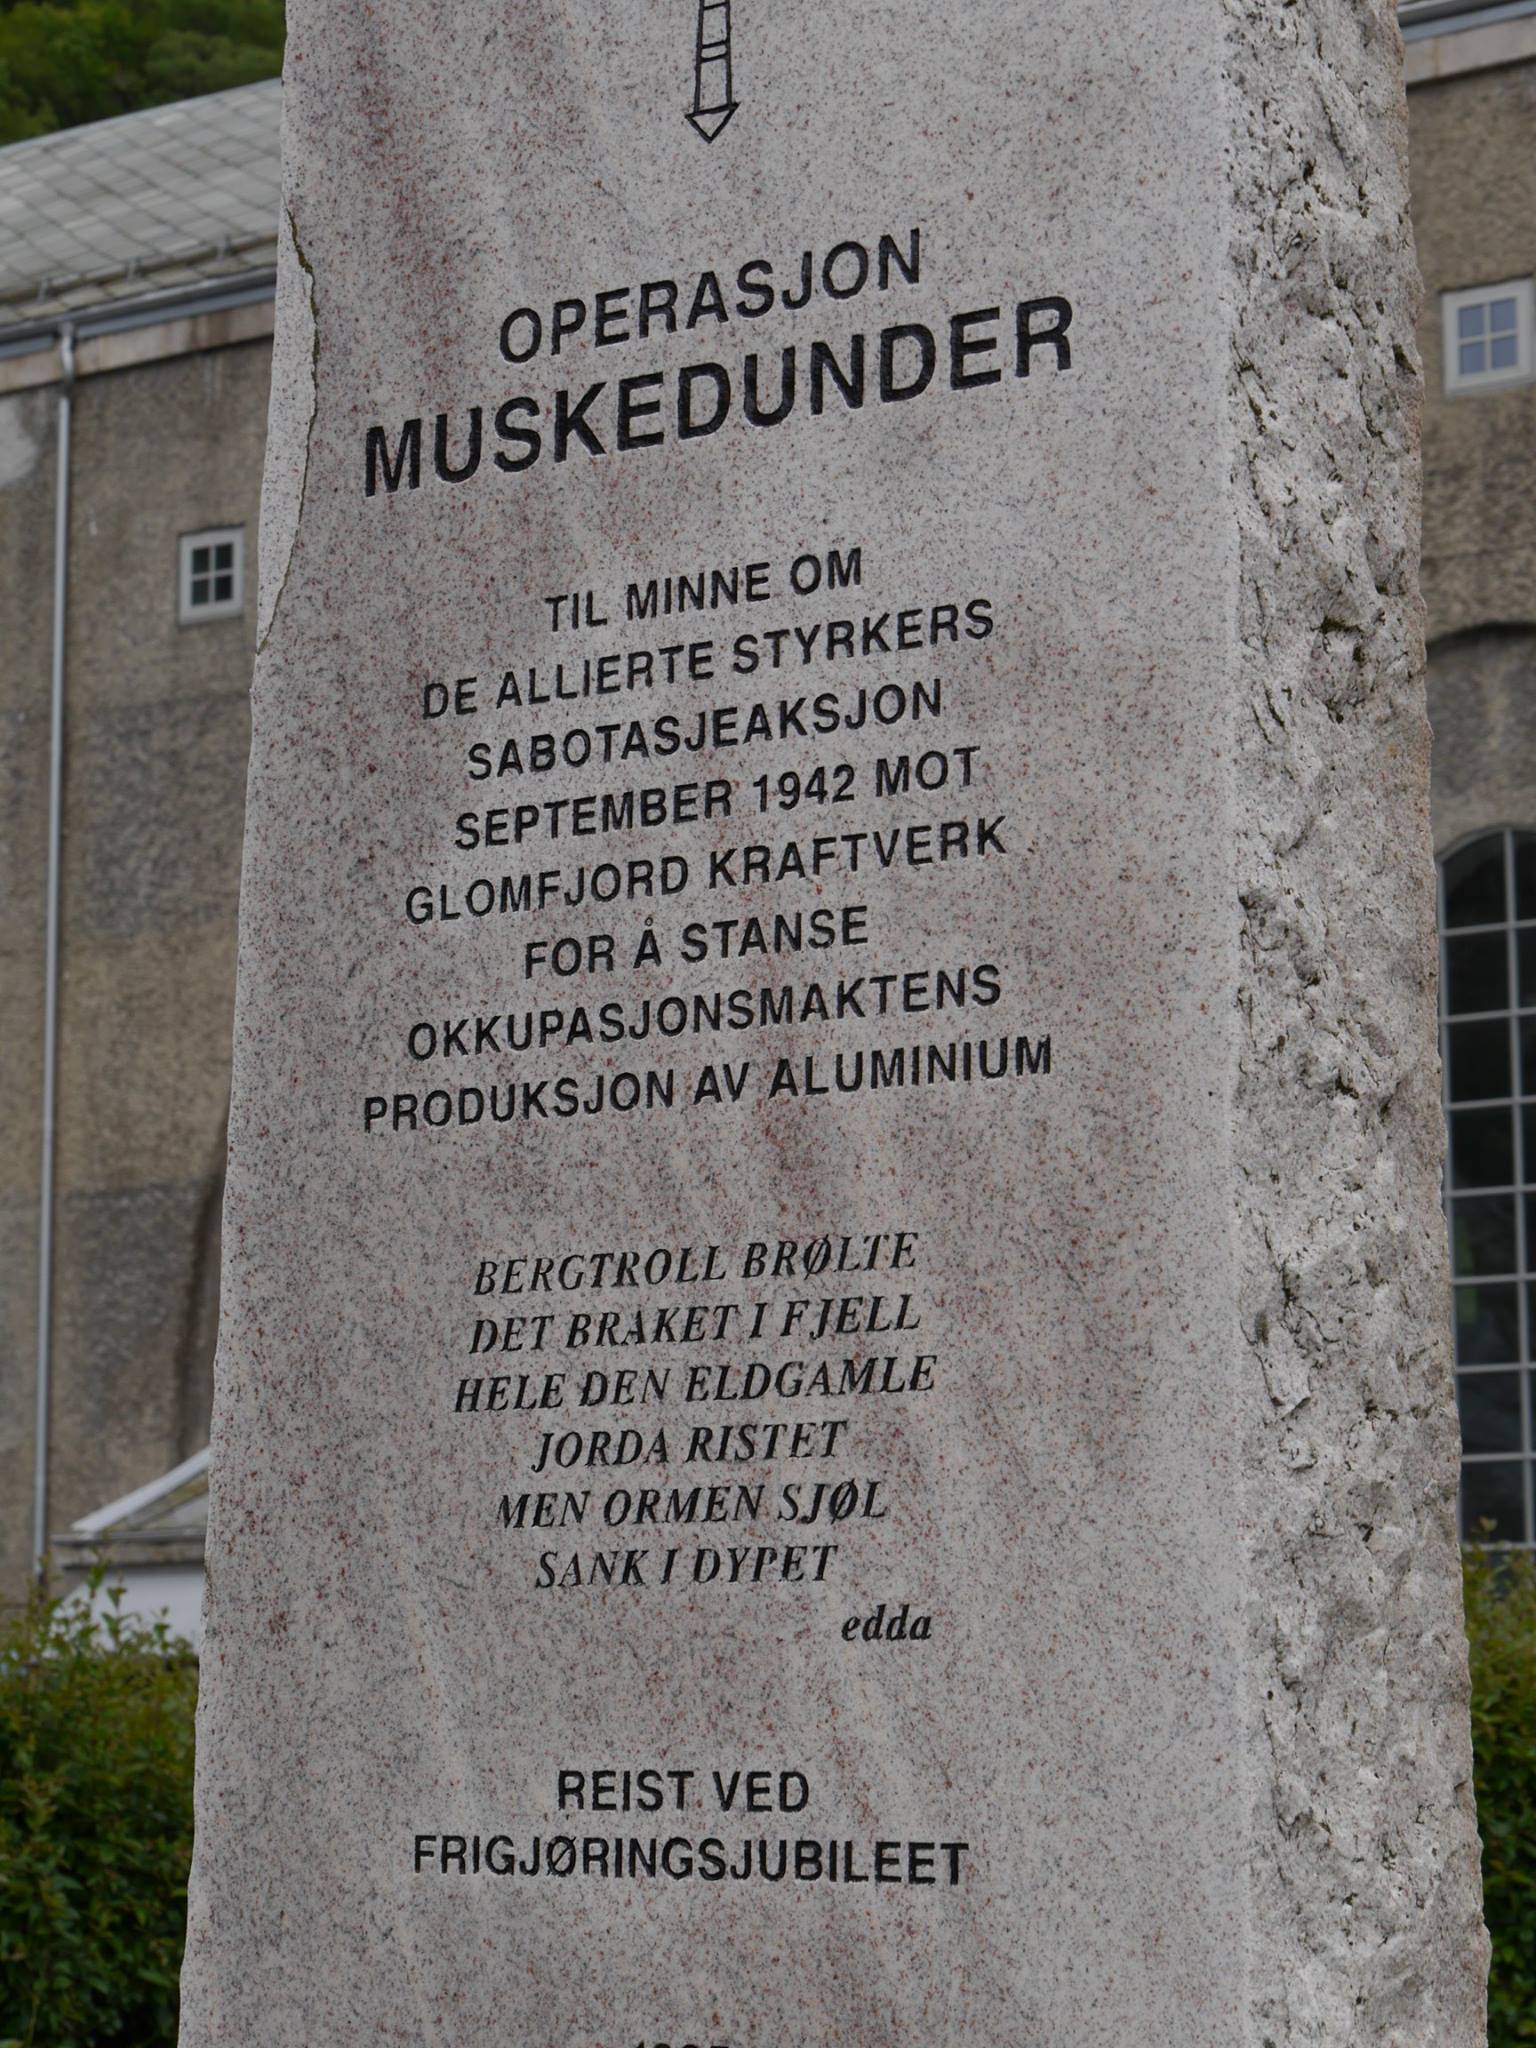 OPERASJON
MUSKEDUNDER
TIL MINNE OM
DE ALLIERTE STYRKERS
SABOTASJEAKSJON
SEPTEMBER 1942 MOT
GLOMFJORD KRAFTVERK
FOR Å STANSE
OKKUPASJONSMAKTENS
PRODUKSJON AV ALUMINIUM
BERGTROLL BRØLTE
DET BRAKET I FJELL
HELE DEN ELDGAMLE
JORDA RISTET
MEN ORMEN SJØL
SANK I DYPET
edda
REIST VED
FRIGJØRINGSJUBILEET